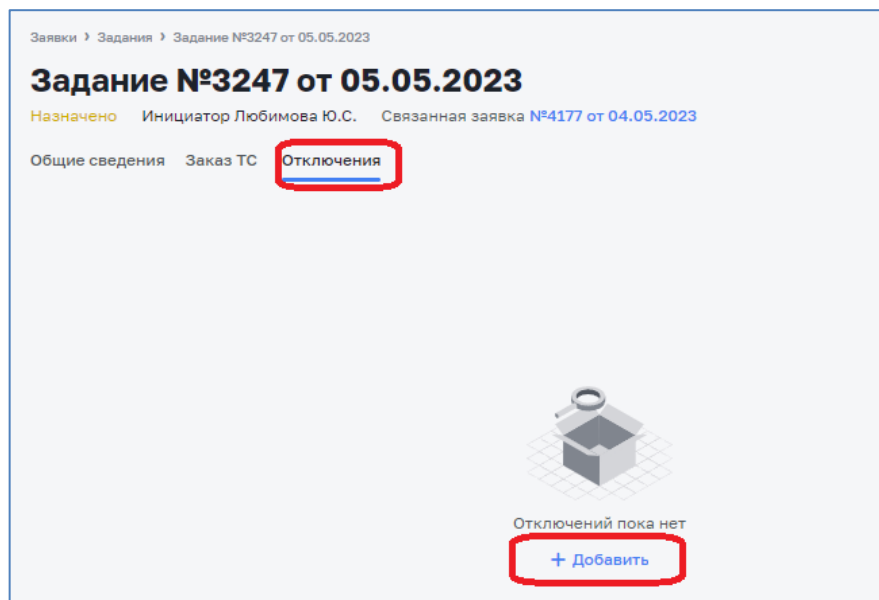 Заявки › Задания › Задание №3247 от 05.05.2023
Задание №3247 от 05.05.2023
Назначено Инициатор Любимова Ю.С. Связанная заявка №4177 от 04.05.2023
Общие сведения Заказ ТС Отключения
Отключений пока нет
+ Добавить